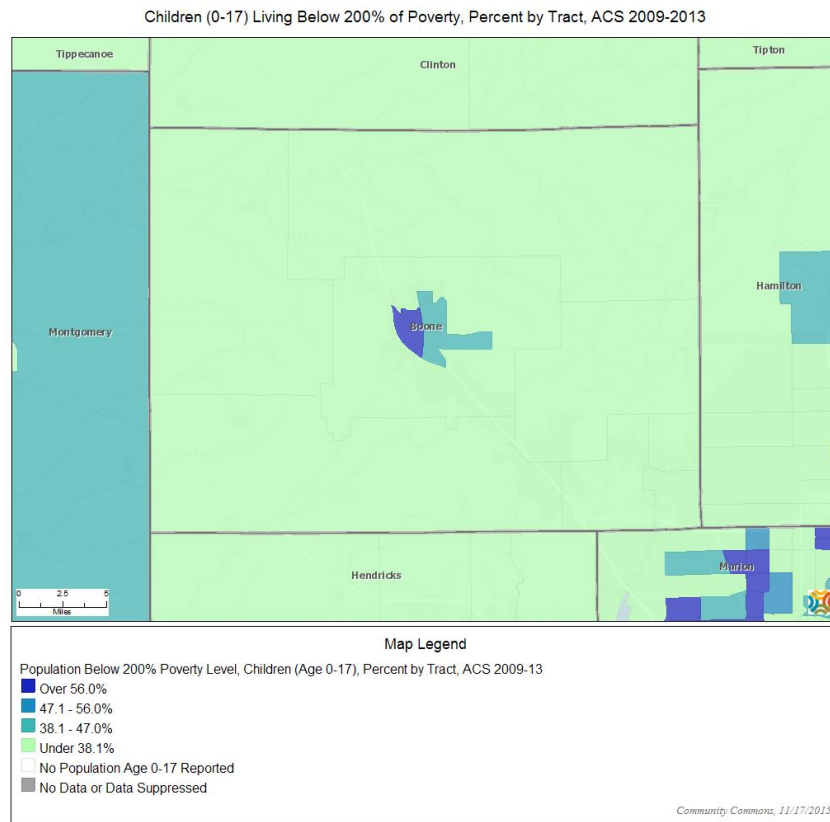 Children (0-17) Living Below 200% of Poverty, Percent by Tract, ACS 2009-2013
Tippecanoe
Clinton
Tipton
Montgomery
Boone
Hamilton
Hendricks
Marion
0 2.5 5
Miles
Map Legend
Population Below 200% Poverty Level, Children (Age 0-17), Percent by Tract, ACS 2009-13
Over 56.0%
47.1 - 56.0%
38.1 - 47.0%
Under 38.1%
No Population Age 0-17 Reported
No Data or Data Suppressed
Community Commons, 11/17/2015